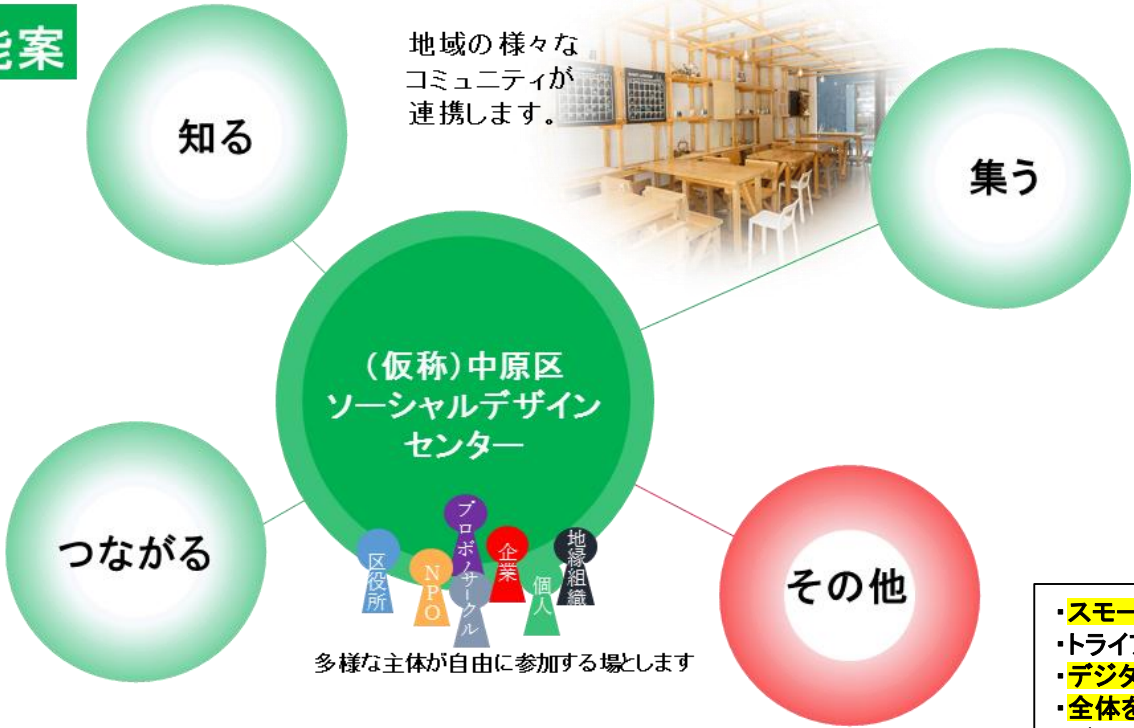 能案
地域の様々な
コミュニティが
連携します。
知る
集う
（仮称）中原区
ソーシャルデザイン
センター
つながる
その他
区役所
NPO
プロボノ
サークル
企業
個人
地縁組織
多様な主体が自由に参加する場とします
・スモー
・トライ
・デジタ
・全体を